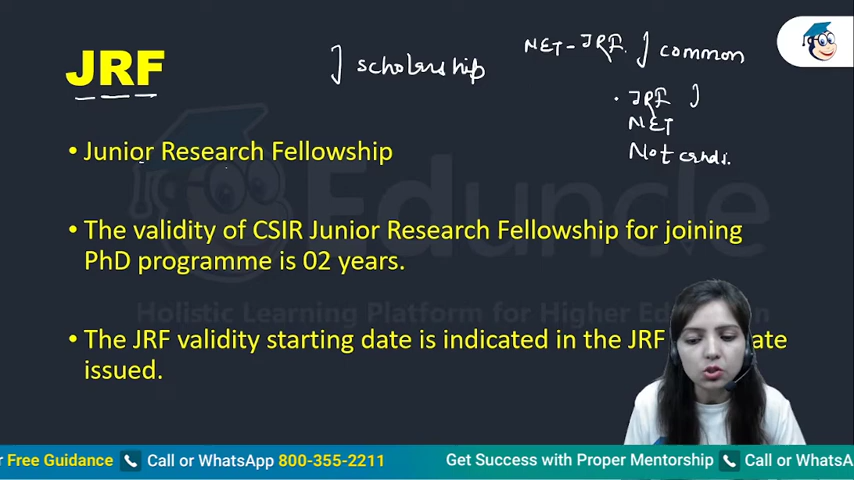 JRF
] scholarship
NET-JRF. ] common
• JRF ]
NET
Not candi.
• Junior Research Fellowship
• The validity of CSIR Junior Research Fellowship for joining
PhD programme is 02 years.
• The JRF validity starting date is indicated in the JRF ate
issued.
Eduncle
Holistic Learning Platform for Higher Education
r Free Guidance Call or WhatsApp 800-355-2211 Get Success with Proper Mentorship Call or WhatsA